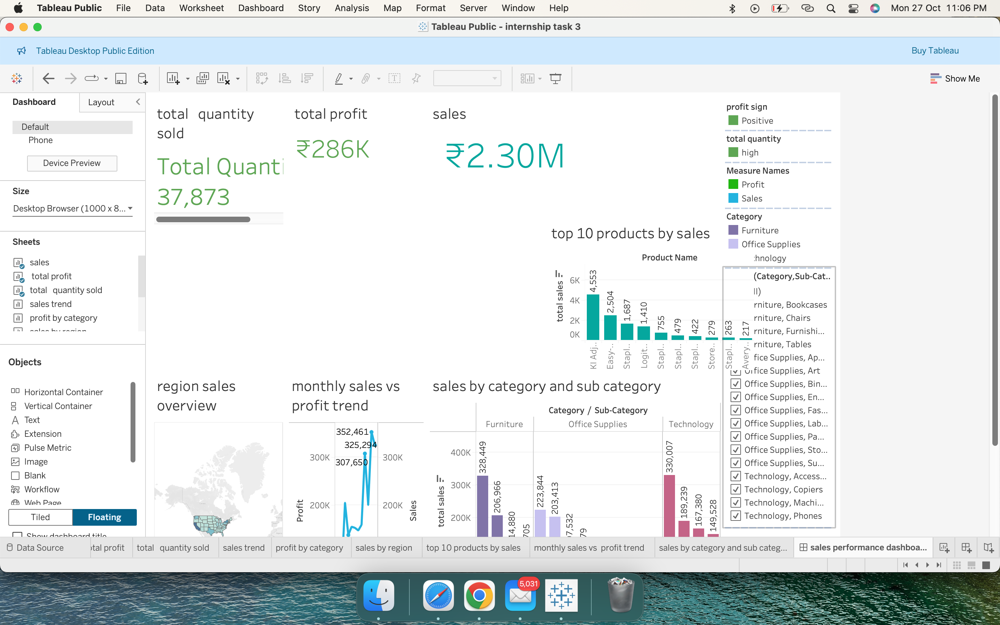 Tableau Public File Data Worksheet Dashboard Story Analysis Map Format Server Window Help Mon 27 Oct 11:06 PM
Tableau Public - internship task 3
Tableau Desktop Public Edition Buy Tableau
Show Me
Dashboard Layout
Default
Phone
Device Preview
Size
Desktop Browser (1000 x 8...
Sheets
sales
total profit
total quantity sold
sales trend
profit by category
sales by region
Objects
Horizontal Container
Vertical Container
Text
Extension
Pulse Metric
Image
Blank
Workflow
Web Page
Tiled Floating
Show dashboard title
total quantity
sold
Total Quanti
37,873
total profit
₹286K
sales
₹2.30M
profit sign
Positive
total quantity
high
Measure Names
Profit
Sales
Category
Furniture
Office Supplies
:hnology
(Category,Sub-Cat..
ll)
rniture, Bookcases
rniture, Chairs
rniture, Furnishi...
rniture, Tables
fice Supplies, Ap...
Office Supplies, Art
Office Supplies, Bin...
Office Supplies, En...
Office Supplies, Fas...
Office Supplies, Lab...
Office Supplies, Pa...
Office Supplies, Sto...
Office Supplies, Su...
Technology, Access...
Technology, Copiers
Technology, Machi...
Technology, Phones
top 10 products by sales
Product Name
total sales
6K
4K
2K
0K
4,553
2,504
1,687
1,410
755
479
422
279
263
217
KI Adj..
Easy-..
Stapl..
Logit..
Stapl..
Stapl..
Stapl..
Store..
Stapl..
Avery..
region sales
overview
monthly sales vs
profit trend
352,461
325,294
307,650
300K
200K
Profit
300K
200K
Sales
sales by category and sub category
Category / Sub-Category
Furniture Office Supplies Technology
total sales
400K
300K
200K
328,449
206,966
14,880
705
223,844
203,413
7,532
79
330,007
189,239
167,380
149,528
Data Source otal profit total quantity sold sales trend profit by category sales by region top 10 products by sales monthly sales vs profit trend sales by category and sub categ... sales performance dashboa...
5,031